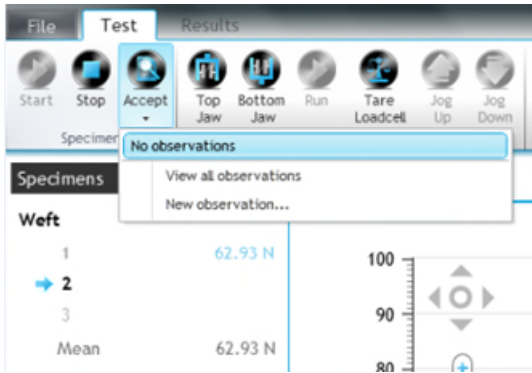 File Test Results
Start Stop Accept Top Jaw Bottom Jaw Run Tare Loadcell Jog Up Jog Down
Specimen
No observations
View all observations
New observation...
Specimens
Weft
1 62.93 N
2
3
Mean 62.93 N
100
90
80